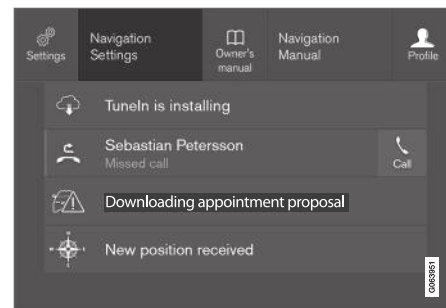 Settings
Navigation
Settings
Owner's
manual
Navigation
Manual
Profile
TuneIn is installing
Sebastian Petersson
Missed call
Call
Downloading appointment proposal
New position received
G063951